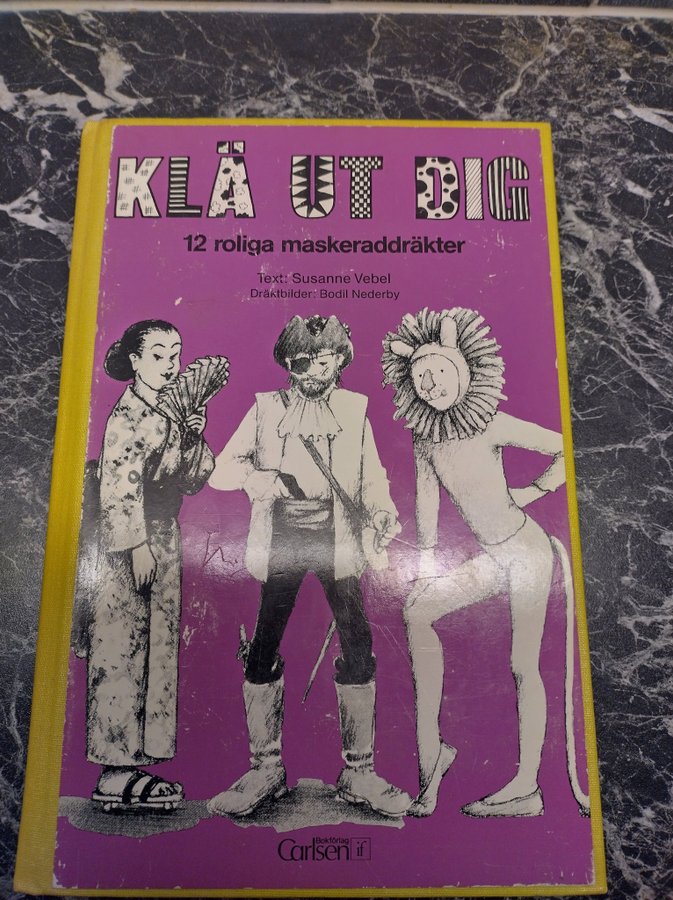 KLÄ UT DIG
12 roliga maskeraddräkter
Text: Susanne Vebel
Dräktbilder: Bodil Nederby
Bokförlag
Carlsen if